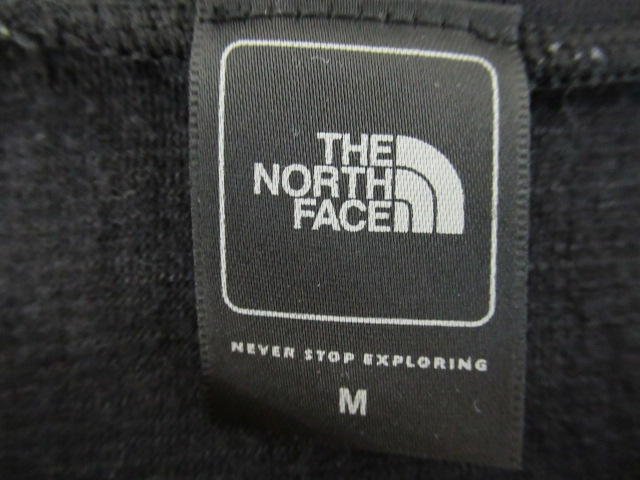 THE
NORTH
FACE
NEVER STOP EXPLORING
M